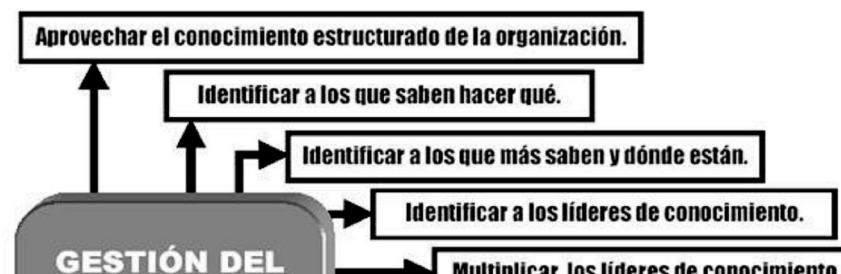 Aprovechar el conocimiento estructurado de la organización.
Identificar a los que saben hacer qué.
Identificar a los que más saben y dónde están.
Identificar a los líderes de conocimiento.
GESTIÓN DEL
Multiplicar los líderes de conocimiento